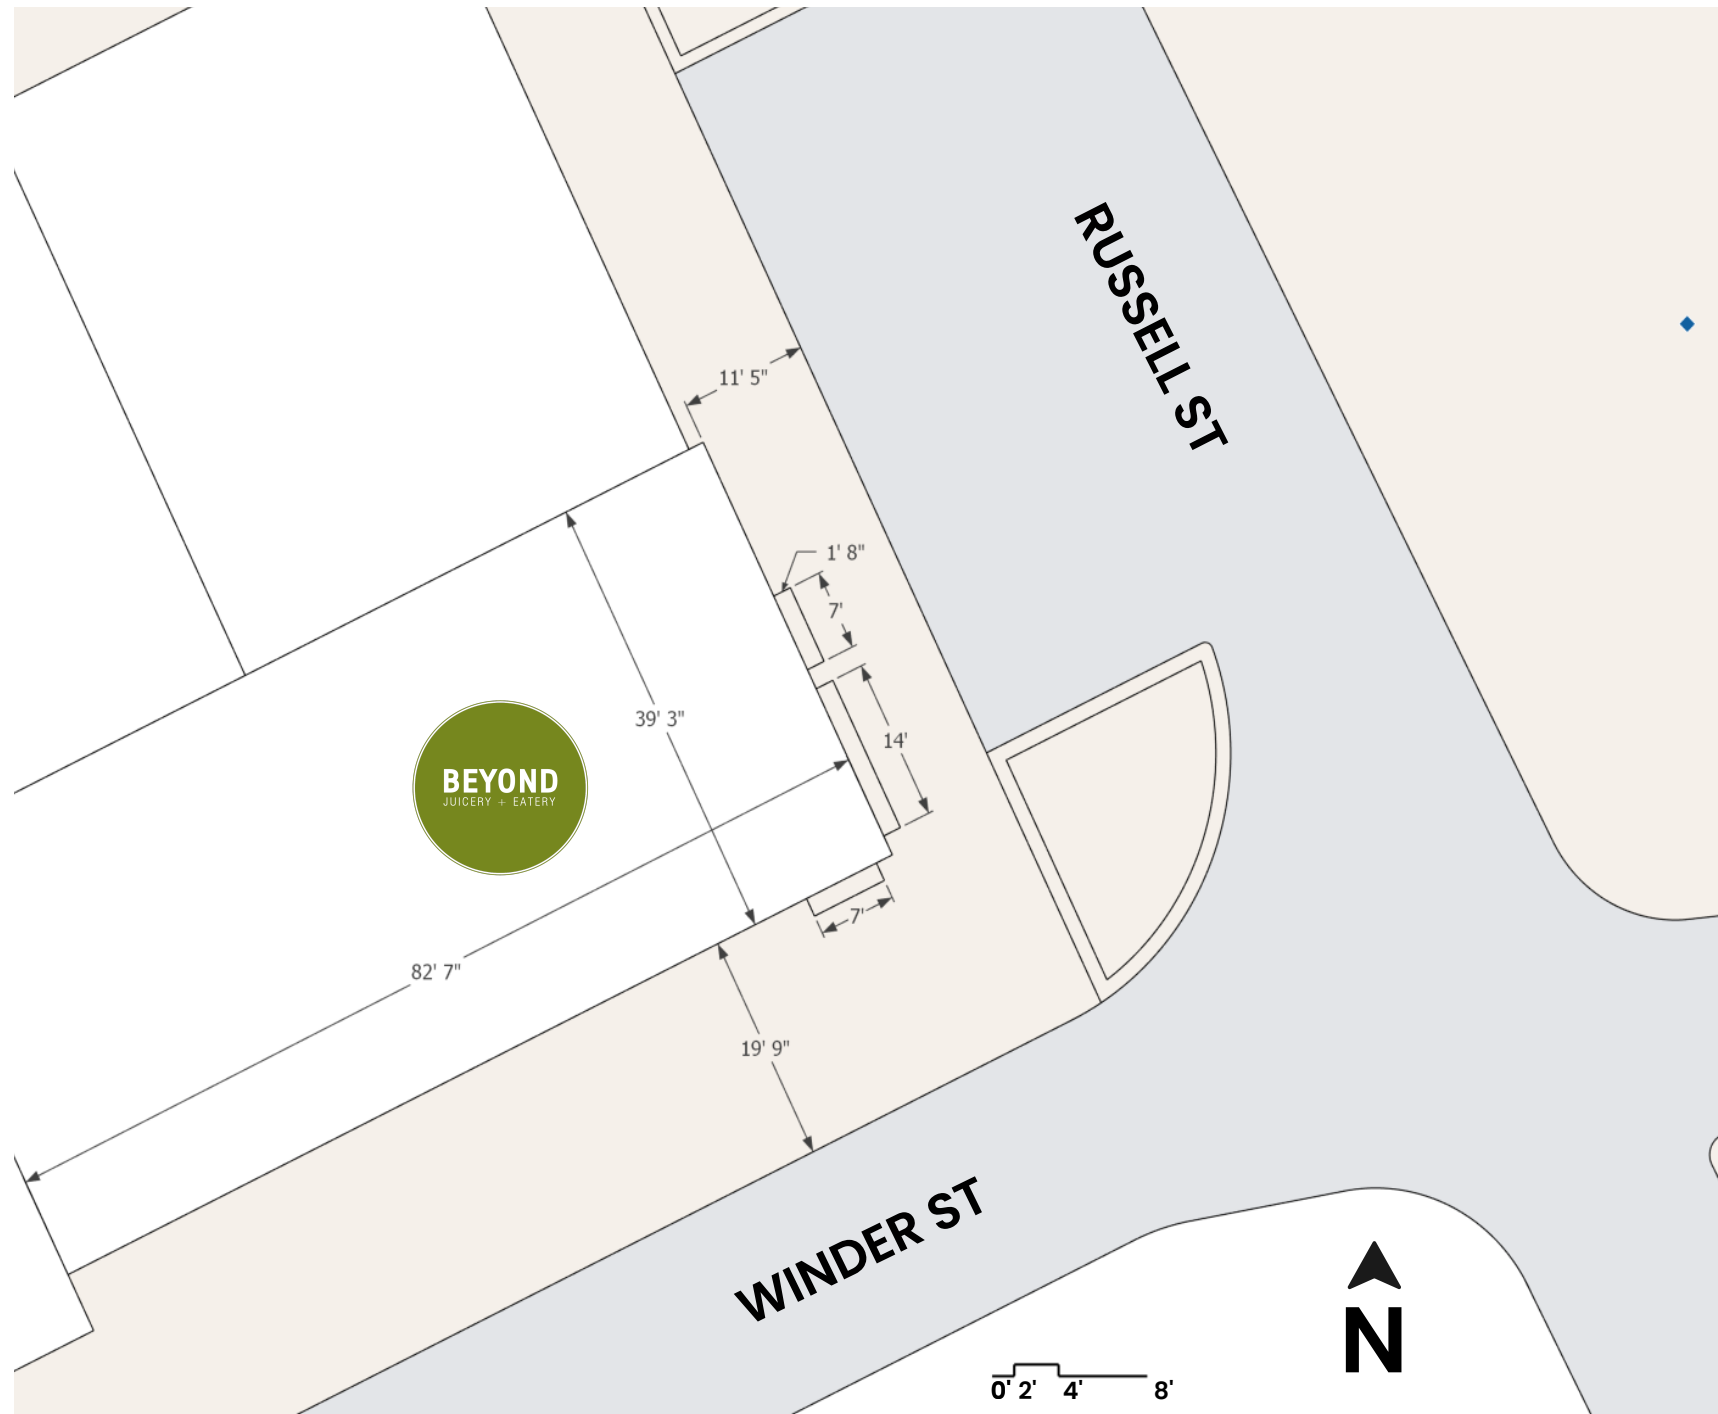 RUSSELL ST
11' 5"
1' 8"
7'
39' 3"
14'
BEYOND
JUICERY + EATERY
7'
82' 7"
19' 9"
WINDER ST
N
0' 2' 4' 8'